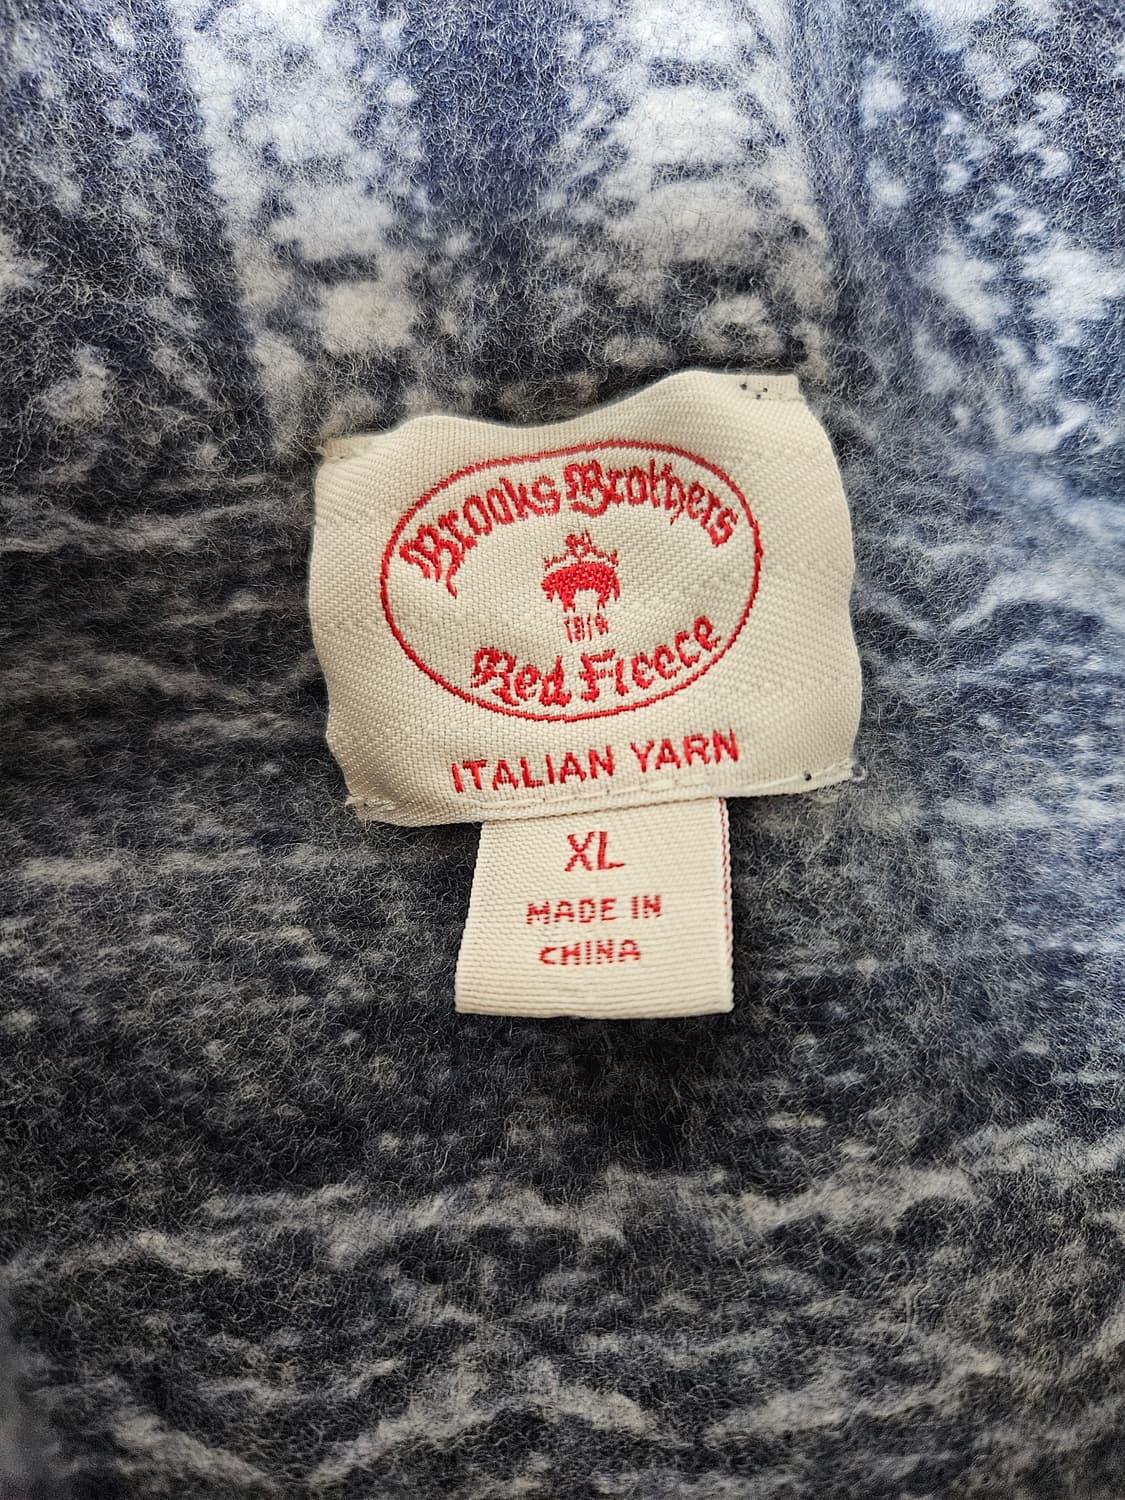 Brooks Brothers
1818
Red Fleece
ITALIAN YARN
XL
MADE IN
CHINA